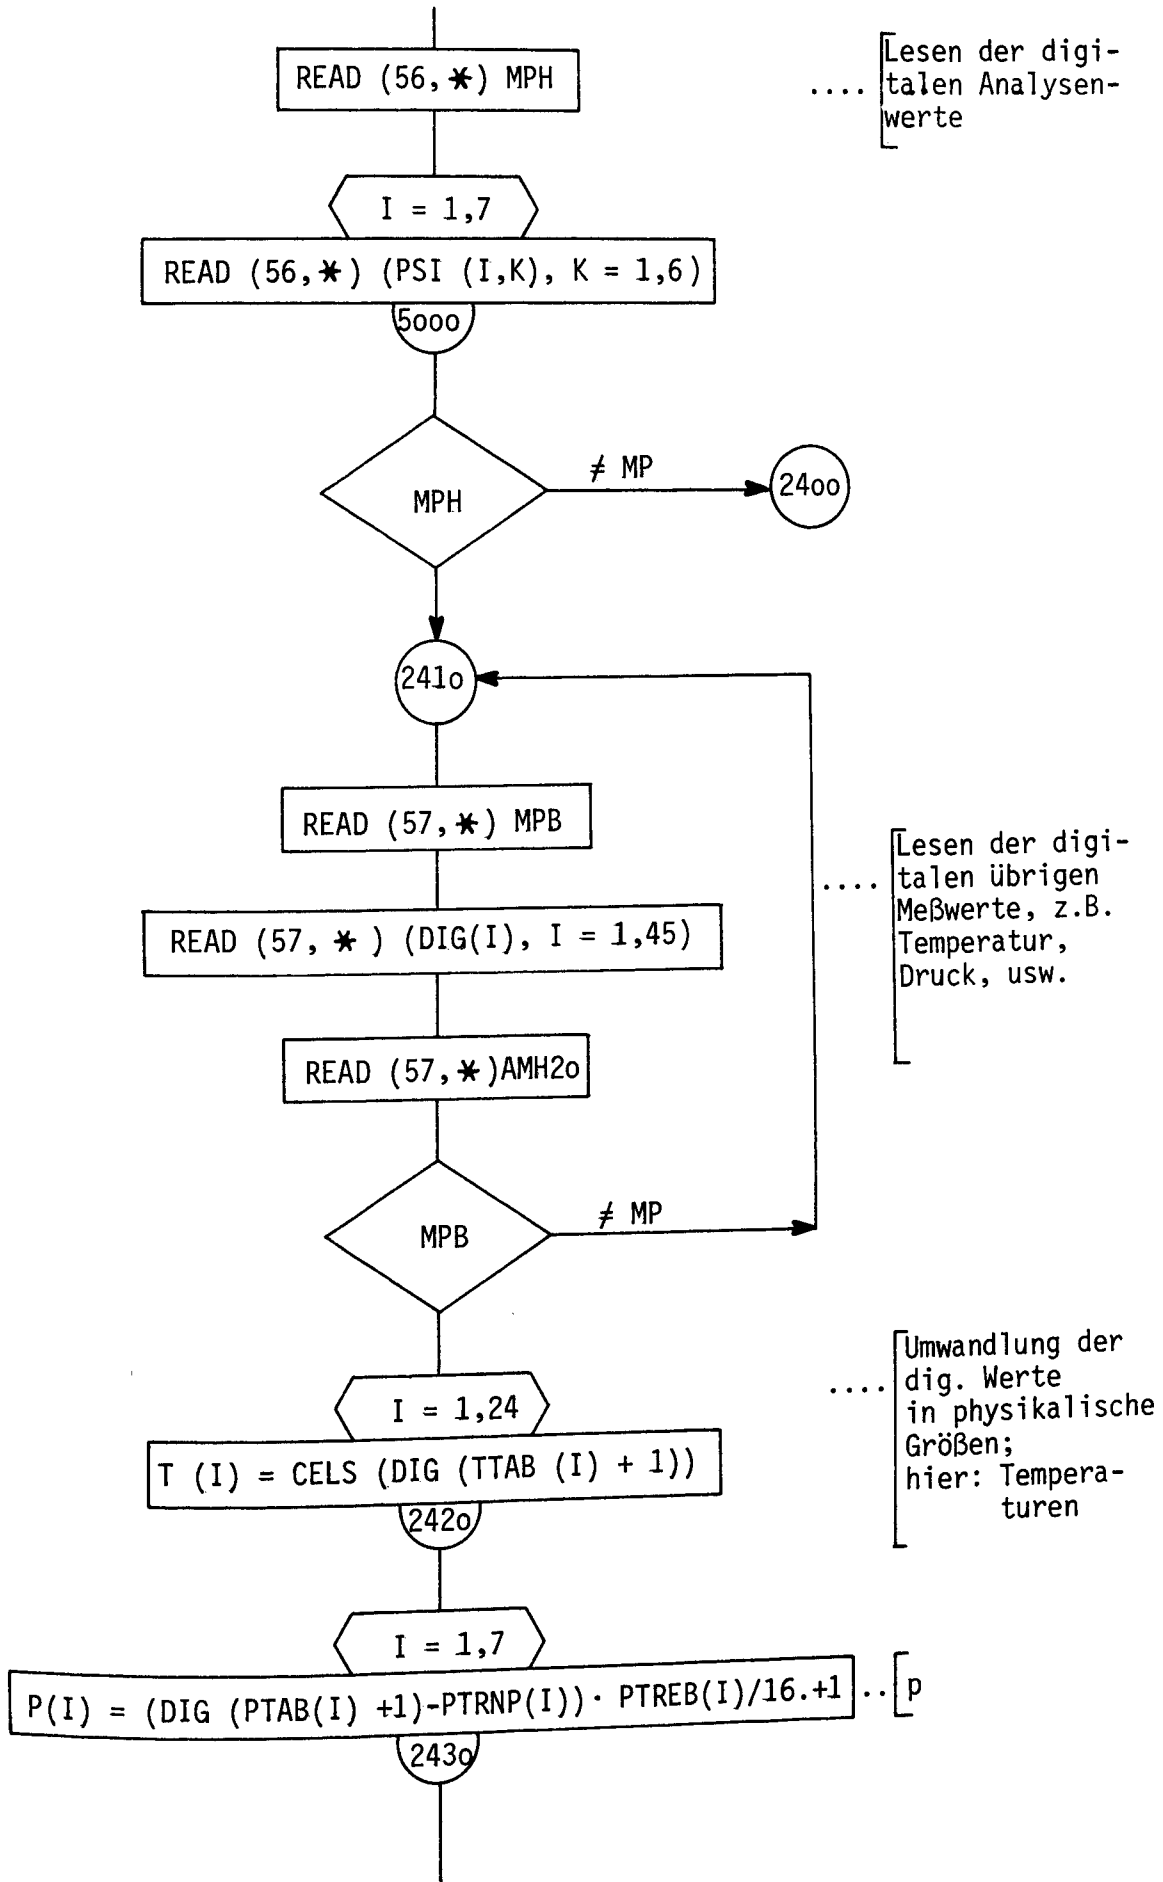 READ (56,*) MPH
.... Lesen der digi-
talen Analysen-
werte
I = 1,7
READ (56,*) (PSI (I,K), K = 1,6)
5ooo
MPH
≠ MP
24oo
241o
READ (57,*) MPB
READ (57, * ) (DIG(I), I = 1,45)
READ (57,*)AMH2o
.... Lesen der digi-
talen übrigen
Meßwerte, z.B.
Temperatur,
Druck, usw.
MPB
≠ MP
I = 1,24
T (I) = CELS (DIG (TTAB (I) + 1))
242o
.... Umwandlung der
dig. Werte
in physikalische
Größen;
hier: Tempera-
turen
I = 1,7
P(I) = (DIG (PTAB(I) +1)-PTRNP(I))· PTREB(I)/16.+1 .. p
243o